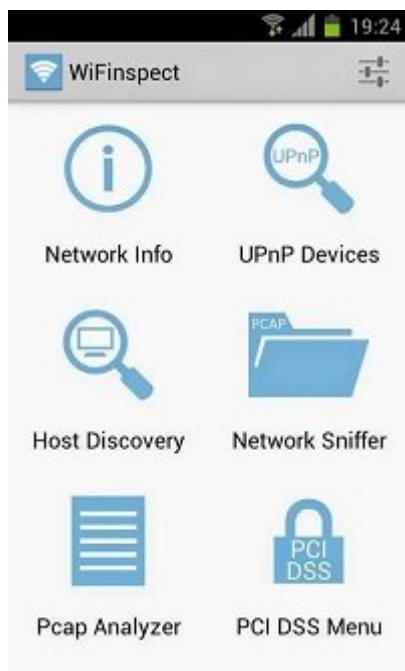 19:24
WiFinspect
UPnP
Network Info
UPnP Devices
PCAP
Host Discovery
Network Sniffer
PCI
DSS
Pcap Analyzer
PCI DSS Menu